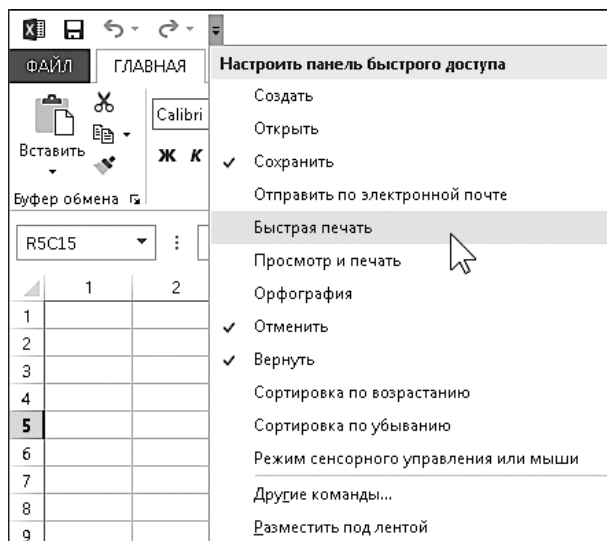 ФАЙЛ ГЛАВНАЯ
Вставить
Calibri
Ж К
Буфер обмена
R5C15
1 2
1
2
3
4
5
6
7
8
9
Настроить панель быстрого доступа
Создать
Открыть
Сохранить
Отправить по электронной почте
Быстрая печать
Просмотр и печать
Орфография
Отменить
Вернуть
Сортировка по возрастанию
Сортировка по убыванию
Режим сенсорного управления или мыши
Другие команды...
Разместить под лентой